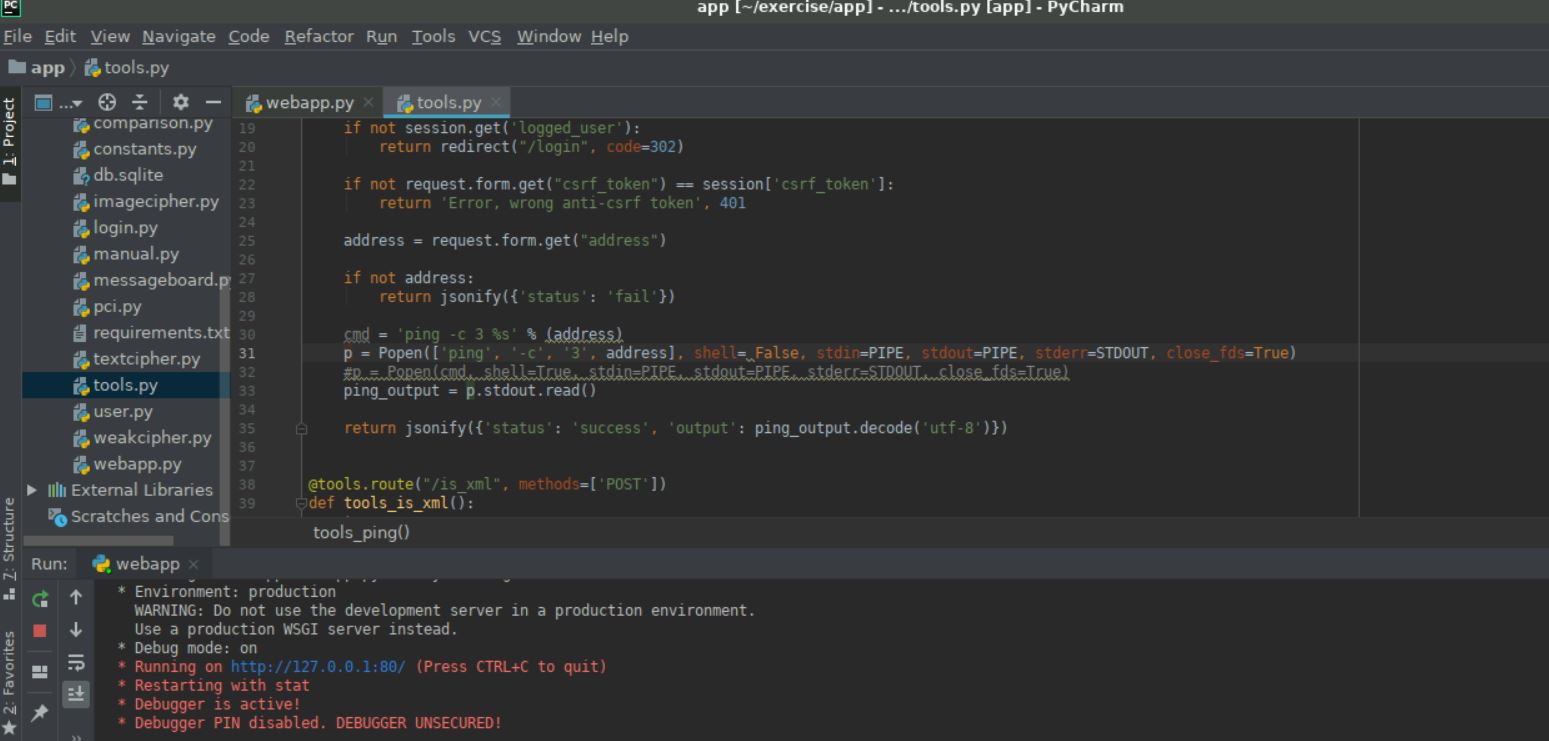 PC
app [~/exercise/app] - .../tools.py [app] - PyCharm
File Edit View Navigate Code Refactor Run Tools VCS Window Help
app tools.py
1: Project
...
webapp.py
tools.py
comparison.py
constants.py
db.sqlite
imagecipher.py
login.py
manual.py
messageboard.py
pci.py
requirements.txt
textcipher.py
tools.py
user.py
weakcipher.py
webapp.py
External Libraries
Scratches and Cons
19 if not session.get('logged_user'):
20 return redirect("/login", code=302)
21
22 if not request.form.get("csrf_token") == session['csrf_token']:
23 return 'Error, wrong anti-csrf token', 401
24
25 address = request.form.get("address")
26
27 if not address:
28 return jsonify({'status': 'fail'})
29
30 cmd = 'ping -c 3 %s' % (address)
31 p = Popen(['ping', '-c', '3', address], shell= False, stdin=PIPE, stdout=PIPE, stderr=STDOUT, close_fds=True)
32 #p = Popen(cmd, shell=True, stdin=PIPE, stdout=PIPE, stderr=STDOUT, close_fds=True)
33 ping_output = p.stdout.read()
34
35 return jsonify({'status': 'success', 'output': ping_output.decode('utf-8')})
36
37
38 @tools.route("/is_xml", methods=['POST'])
39 def tools_is_xml():
tools_ping()
7: Structure
2: Favorites
Run: webapp
* Environment: production
WARNING: Do not use the development server in a production environment.
Use a production WSGI server instead.
* Debug mode: on
* Running on http://127.0.0.1:80/ (Press CTRL+C to quit)
* Restarting with stat
* Debugger is active!
* Debugger PIN disabled. DEBUGGER UNSECURED!